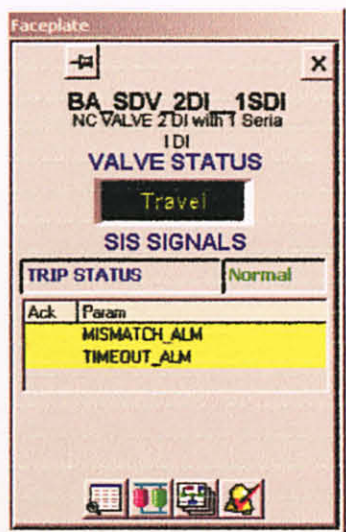 Faceplate
BA_SDV_2DI__1SDI
NC VALVE 2 DI with 1 Seria
1 DI
VALVE STATUS
Travel
SIS SIGNALS
TRIP STATUS Normal
Ack Param
MISMATCH_ALM
TIMEOUT_ALM